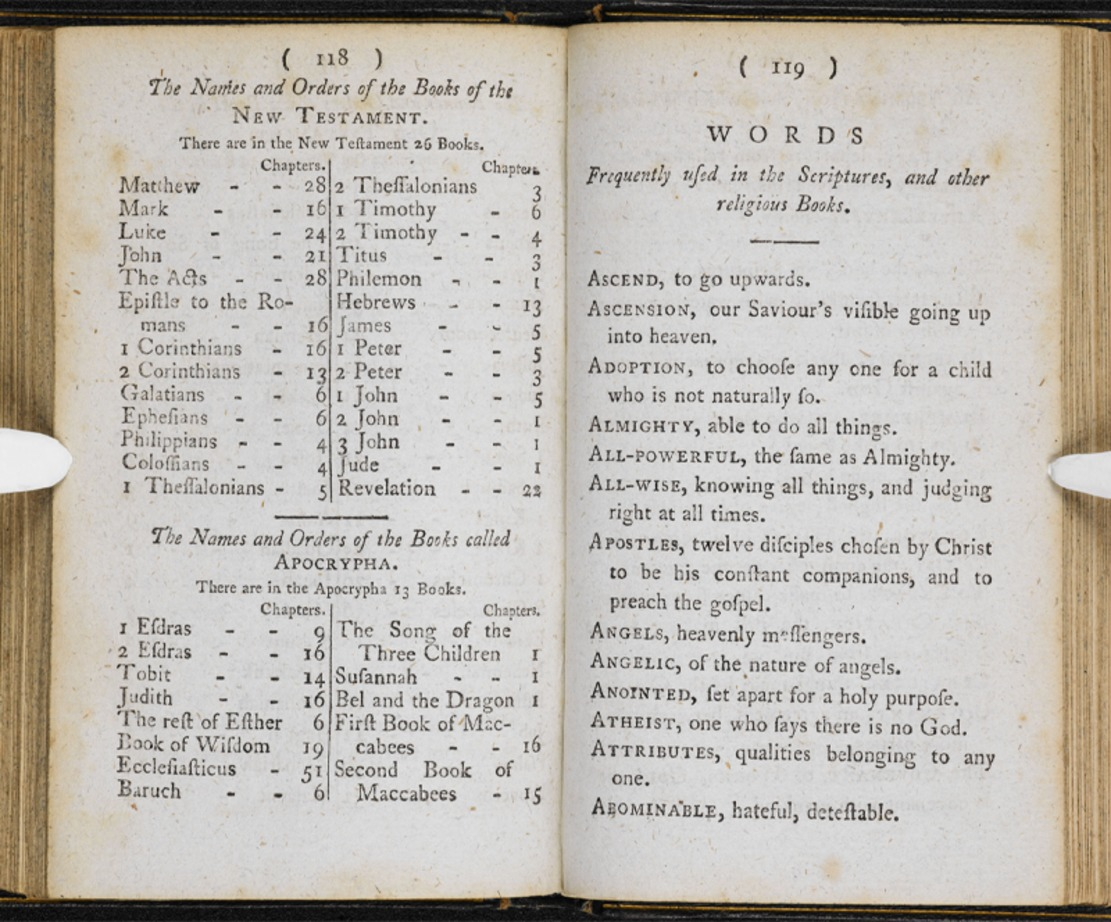 ( 118 )
The Names and Orders of the Books of the
NEW TESTAMENT.
There are in the New Teſtament 26 Books.
Chapters.
Matthew - - 28
Mark - - 16
Luke - - 24
John - - 21
The Acts - - 28
Epiſtle to the Ro-
mans - - 16
1 Corinthians - 16
2 Corinthians - 13
Galatians - - 6
Epheſians - - 6
Philippians - - 4
Coloſſians - - 4
1 Theſſalonians - 5
Chapters.
2 Theſſalonians 3
1 Timothy - 6
2 Timothy - - 4
Titus - - 3
Philemon - - 1
Hebrews - - 13
James - - 5
1 Peter - - 5
2 Peter - - 3
1 John - - 5
2 John - - 1
3 John - - 1
Jude - - 1
Revelation - - 22
The Names and Orders of the Books called
APOCRYPHA.
There are in the Apocrypha 13 Books.
Chapters.
1 Eſdras - - 9
2 Eſdras - - 16
Tobit - - 14
Judith - - 16
The reſt of Eſther 6
Book of Wiſdom 19
Eccleſiaſticus - 51
Baruch - - 6
Chapters.
The Song of the
Three Children 1
Suſannah - - 1
Bel and the Dragon 1
Firſt Book of Mac-
cabees - - 16
Second Book of
Maccabees - 15
( 119 )
WORDS
Frequently uſed in the Scriptures, and other
religious Books.
ASCEND, to go upwards.
ASCENSION, our Saviour's viſible going up
into heaven.
ADOPTION, to chooſe any one for a child
who is not naturally ſo.
ALMIGHTY, able to do all things.
ALL-POWERFUL, the ſame as Almighty.
ALL-WISE, knowing all things, and judging
right at all times.
APOSTLES, twelve diſciples choſen by Christ
to be his conſtant companions, and to
preach the goſpel.
ANGELS, heavenly meſſengers.
ANGELIC, of the nature of angels.
ANOINTED, ſet apart for a holy purpoſe.
ATHEIST, one who ſays there is no God.
ATTRIBUTES, qualities belonging to any
one.
ABOMINABLE, hateful, deteſtable.